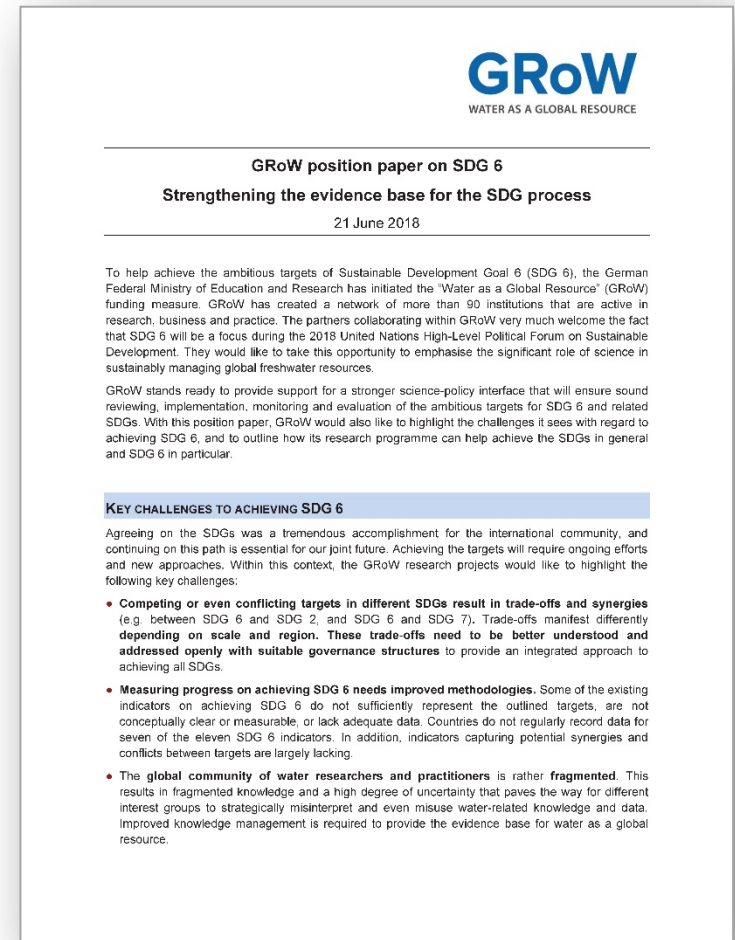 GRoW
WATER AS A GLOBAL RESOURCE
GRoW position paper on SDG 6
Strengthening the evidence base for the SDG process
21 June 2018
To help achieve the ambitious targets of Sustainable Development Goal 6 (SDG 6), the German
Federal Ministry of Education and Research has initiated the "Water as a Global Resource" (GRoW)
funding measure. GRoW has created a network of more than 90 institutions that are active in
research, business and practice. The partners collaborating within GRoW very much welcome the fact
that SDG 6 will be a focus during the 2018 United Nations High-Level Political Forum on Sustainable
Development. They would like to take this opportunity to emphasise the significant role of science in
sustainably managing global freshwater resources.
GRoW stands ready to provide support for a stronger science-policy interface that will ensure sound
reviewing, implementation, monitoring and evaluation of the ambitious targets for SDG 6 and related
SDGs. With this position paper, GRoW would also like to highlight the challenges it sees with regard to
achieving SDG 6, and to outline how its research programme can help achieve the SDGs in general
and SDG 6 in particular.
KEY CHALLENGES TO ACHIEVING SDG 6
Agreeing on the SDGs was a tremendous accomplishment for the international community, and
continuing on this path is essential for our joint future. Achieving the targets will require ongoing efforts
and new approaches. Within this context, the GRoW research projects would like to highlight the
following key challenges:
• Competing or even conflicting targets in different SDGs result in trade-offs and synergies
(e.g. between SDG 6 and SDG 2, and SDG 6 and SDG 7). Trade-offs manifest differently
depending on scale and region. These trade-offs need to be better understood and
addressed openly with suitable governance structures to provide an integrated approach to
achieving all SDGs.
• Measuring progress on achieving SDG 6 needs improved methodologies. Some of the existing
indicators on achieving SDG 6 do not sufficiently represent the outlined targets, are not
conceptually clear or measurable, or lack adequate data. Countries do not regularly record data for
seven of the eleven SDG 6 indicators. In addition, indicators capturing potential synergies and
conflicts between targets are largely lacking.
• The global community of water researchers and practitioners is rather fragmented. This
results in fragmented knowledge and a high degree of uncertainty that paves the way for different
interest groups to strategically misinterpret and even misuse water-related knowledge and data.
Improved knowledge management is required to provide the evidence base for water as a global
resource.